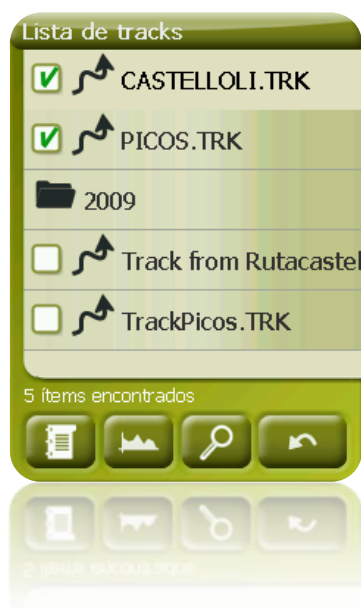 Lista de tracks
CASTELLOLI.TRK
PICOS.TRK
2009
Track from Rutacastel
TrackPicos.TRK
5 ítems encontrados